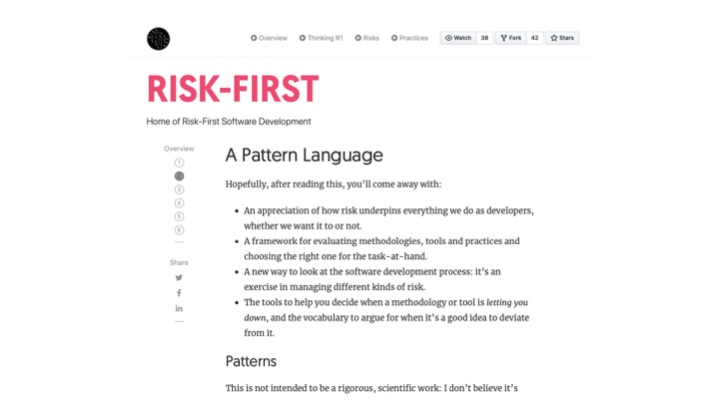 Overview Thinking R1 Risks Practices Watch 38 Fork 42 Stars
RISK-FIRST
Home of Risk-First Software Development
Overview
1
2
3
4
5
6
Share
A Pattern Language
Hopefully, after reading this, you'll come away with:
• An appreciation of how risk underpins everything we do as developers,
whether we want it to or not.
• A framework for evaluating methodologies, tools and practices and
choosing the right one for the task-at-hand.
• A new way to look at the software development process: it's an
exercise in managing different kinds of risk.
• The tools to help you decide when a methodology or tool is letting you
down, and the vocabulary to argue for when it's a good idea to deviate
from it.
Patterns
This is not intended to be a rigorous, scientific work: I don't believe it's